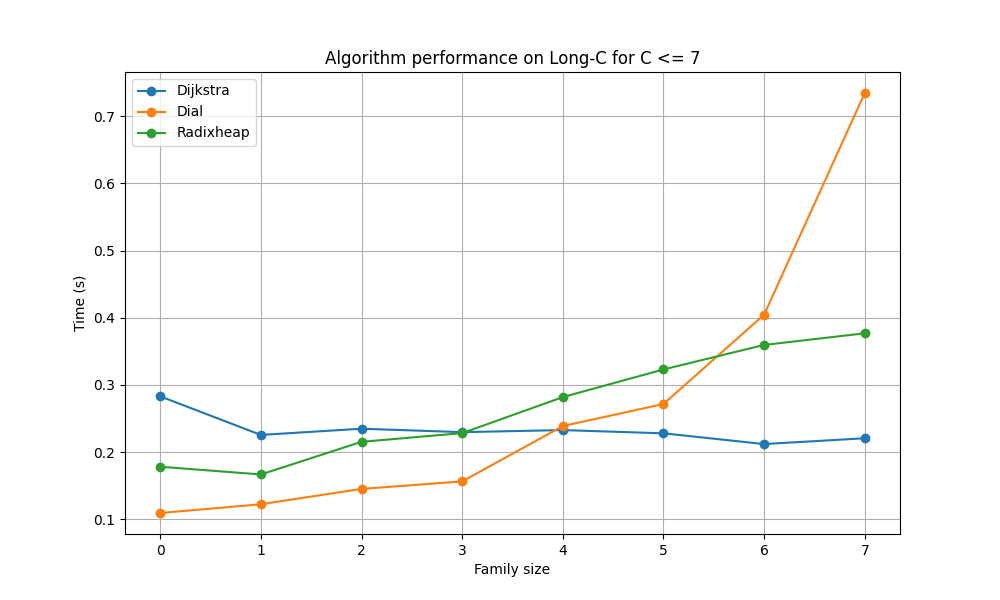 Algorithm performance on Long-C for C <= 7
Dijkstra
Dial
Radixheap
0.7
0.6
0.5
0.4
0.3
0.2
0.1
Time (s)
0 1 2 3 4 5 6 7
Family size